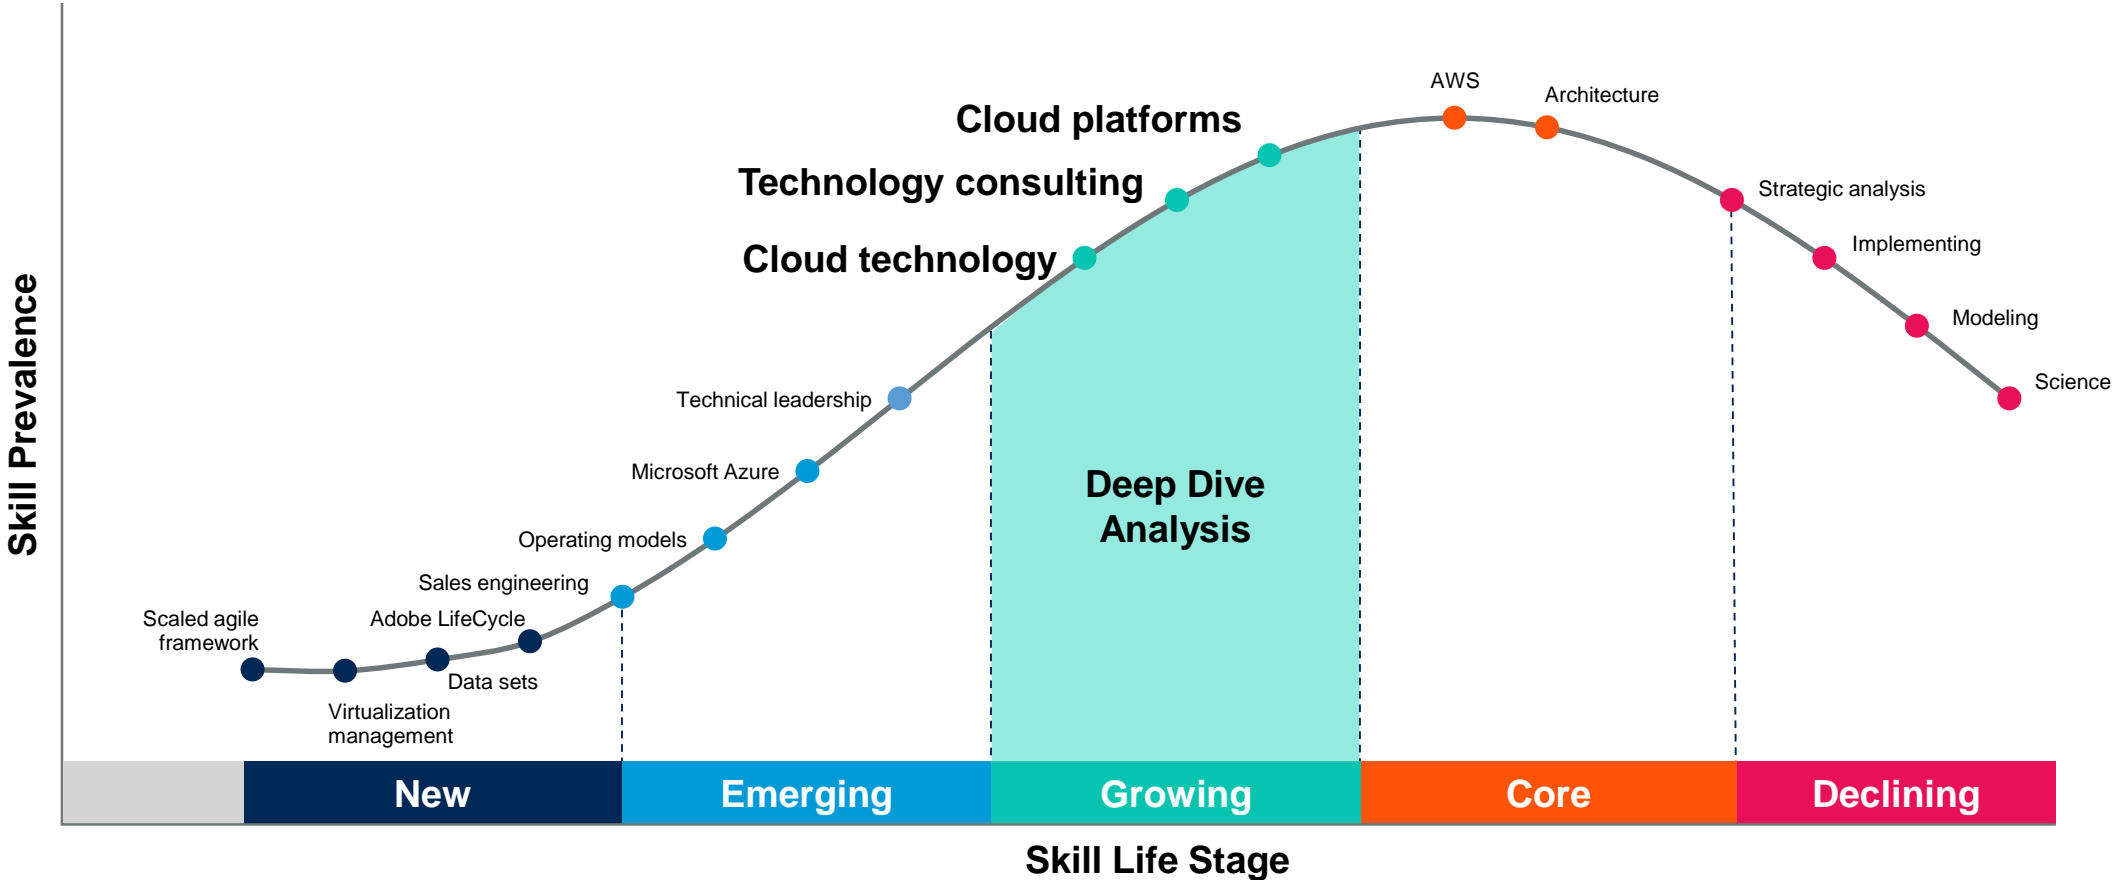 AWS
Architecture
Cloud platforms
Technology consulting
Strategic analysis
Cloud technology
Implementing
Modeling
Science
Technical leadership
Microsoft Azure
Deep Dive
Analysis
Operating models
Sales engineering
Adobe LifeCycle
Scaled agile
framework
Data sets
Virtualization
management
Skill Prevalence
New
Emerging
Growing
Core
Declining
Skill Life Stage